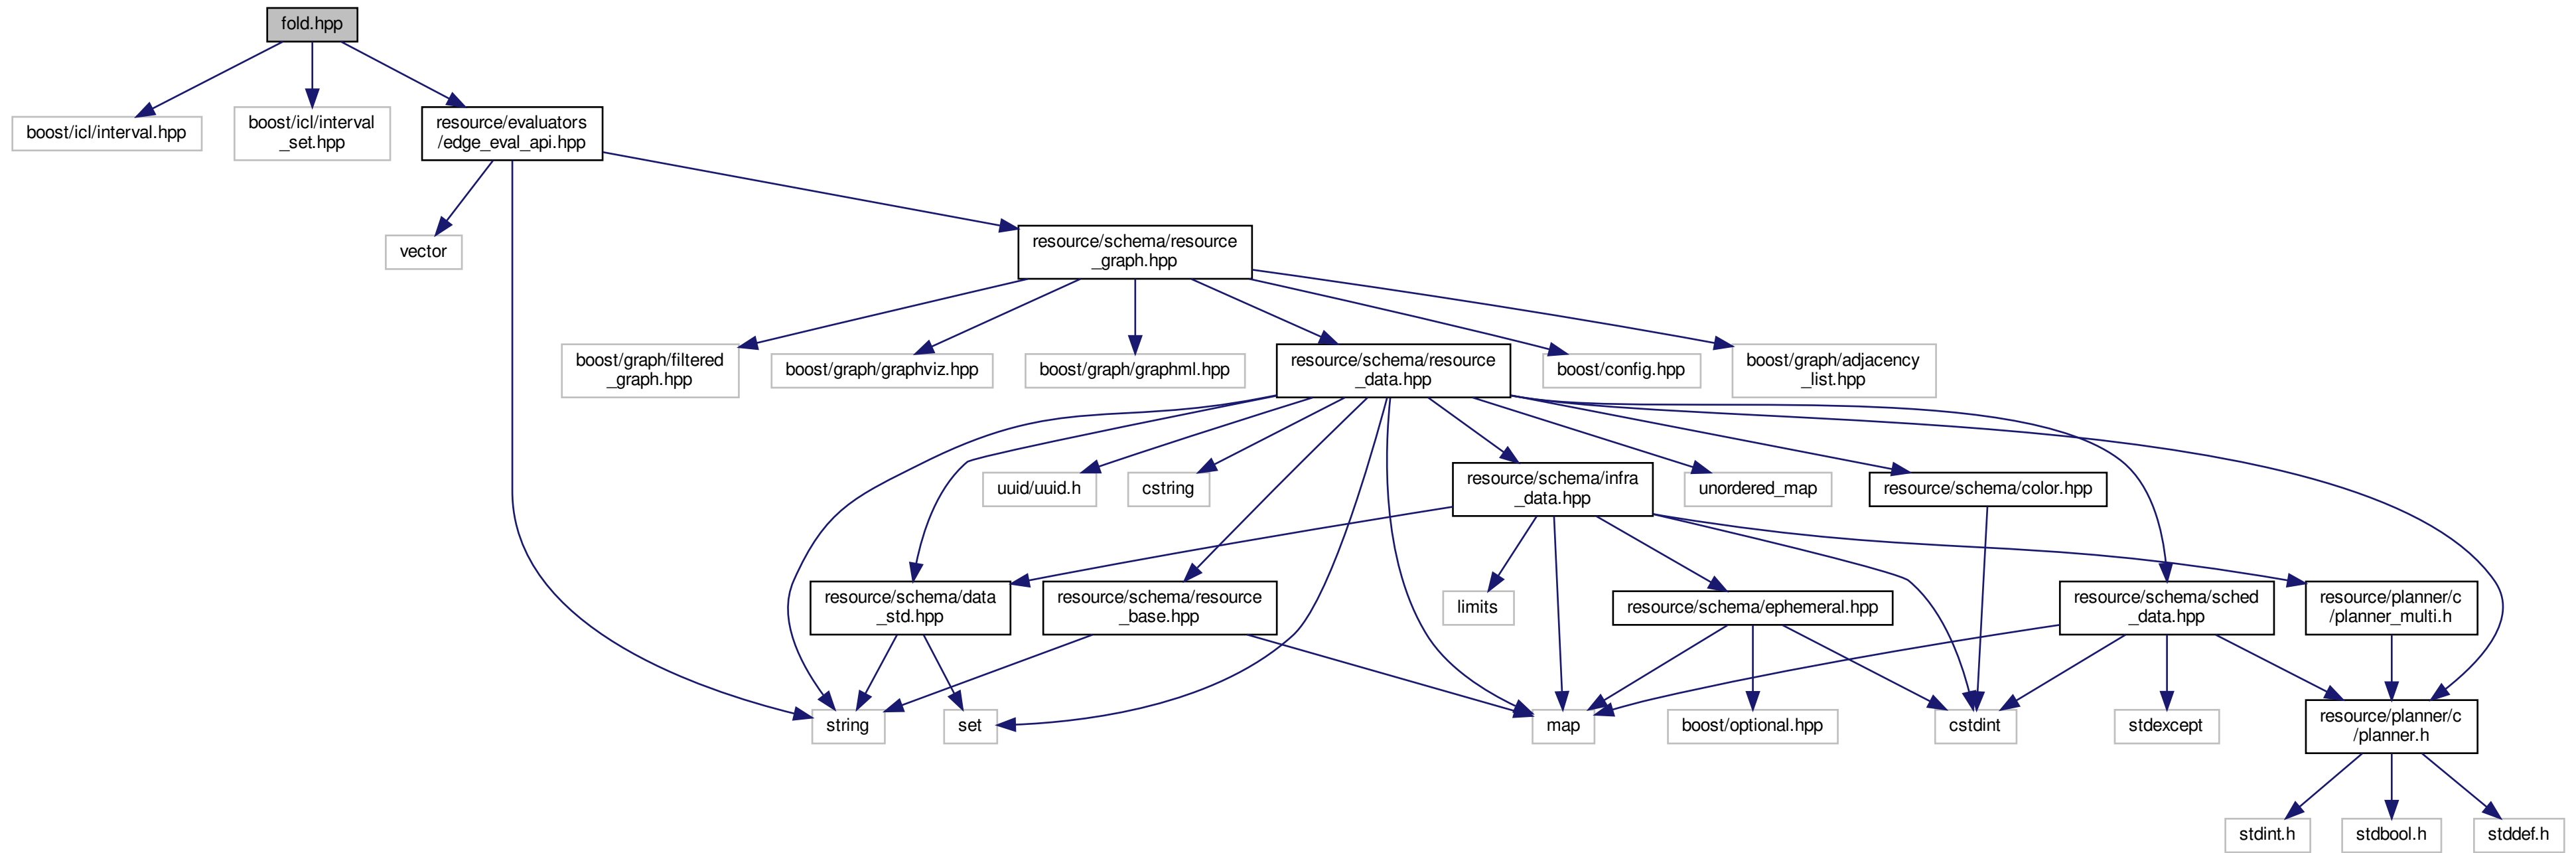 fold.hpp
boost/icl/interval.hpp
boost/icl/interval
_set.hpp
resource/evaluators
/edge_eval_api.hpp
vector
resource/schema/resource
_graph.hpp
boost/graph/filtered
_graph.hpp
boost/graph/graphviz.hpp
boost/graph/graphml.hpp
resource/schema/resource
_data.hpp
boost/config.hpp
boost/graph/adjacency
_list.hpp
uuid/uuid.h
cstring
resource/schema/infra
_data.hpp
unordered_map
resource/schema/color.hpp
resource/schema/data
_std.hpp
resource/schema/resource
_base.hpp
limits
resource/schema/ephemeral.hpp
resource/schema/sched
_data.hpp
resource/planner/c
/planner_multi.h
string
set
map
boost/optional.hpp
cstdint
stdexcept
resource/planner/c
/planner.h
stdint.h
stdbool.h
stddef.h